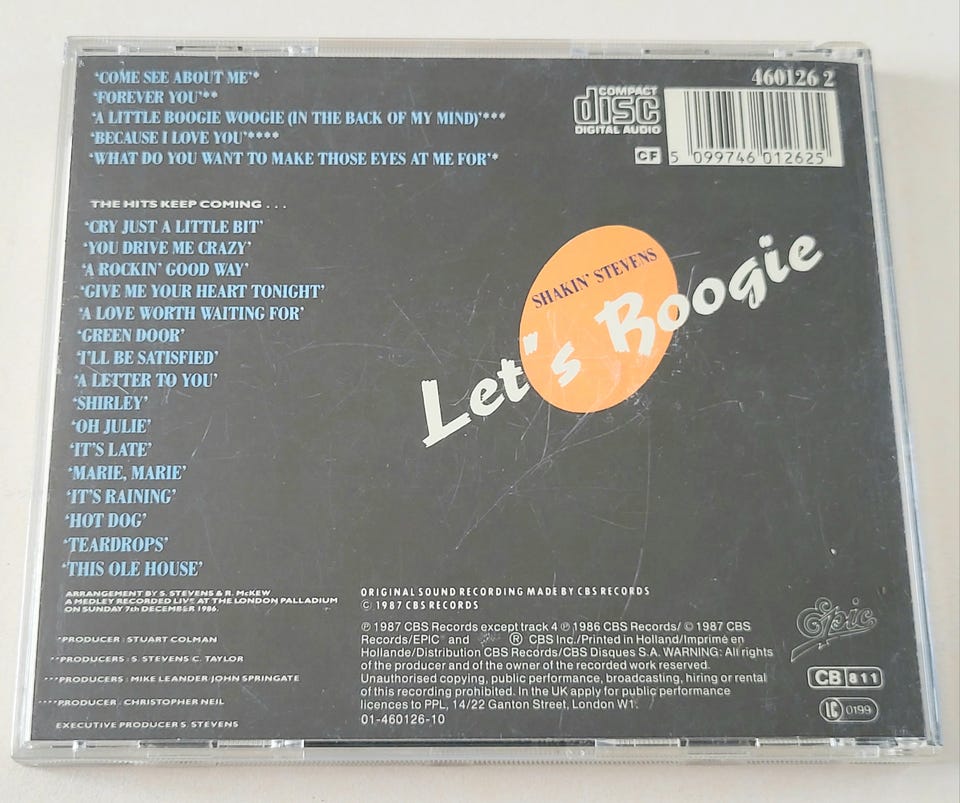 'COME SEE ABOUT ME'*
'FOREVER YOU'**
'A LITTLE BOOGIE WOOGIE (IN THE BACK OF MY MIND)'***
'BECAUSE I LOVE YOU'****
'WHAT DO YOU WANT TO MAKE THOSE EYES AT ME FOR'*
460126 2
COMPACT
disc
DIGITAL AUDIO
CF
5 099746 012625
THE HITS KEEP COMING . . .
'CRY JUST A LITTLE BIT'
'YOU DRIVE ME CRAZY'
'A ROCKIN' GOOD WAY'
'GIVE ME YOUR HEART TONIGHT'
'A LOVE WORTH WAITING FOR'
'GREEN DOOR'
'I'LL BE SATISFIED'
'A LETTER TO YOU'
'SHIRLEY'
'OH JULIE'
'IT'S LATE'
'MARIE, MARIE'
'IT'S RAINING'
'HOT DOG'
'TEARDROPS'
'THIS OLE HOUSE'
SHAKIN' STEVENS
Let's Boogie
ARRANGEMENT BY S. STEVENS & R. McKEW
A MEDLEY RECORDED LIVE AT THE LONDON PALLADIUM
ON SUNDAY 7th DECEMBER 1986.
*PRODUCER : STUART COLMAN
**PRODUCERS : S. STEVENS/C. TAYLOR
***PRODUCERS : MIKE LEANDER/JOHN SPRINGATE
****PRODUCER : CHRISTOPHER NEIL
EXECUTIVE PRODUCER S. STEVENS
ORIGINAL SOUND RECORDING MADE BY CBS RECORDS
© 1987 CBS RECORDS
℗ 1987 CBS Records except track 4 ℗ 1986 CBS Records/ © 1987 CBS
Records/EPIC and ® CBS Inc./Printed in Holland/Imprimé en
Hollande/Distribution CBS Records/CBS Disques S.A. WARNING: All rights
of the producer and of the owner of the recorded work reserved.
Unauthorised copying, public performance, broadcasting, hiring or rental
of this recording prohibited. In the UK apply for public performance
licences to PPL, 14/22 Ganton Street, London W1.
01-460126-10
Epic
CB 811
LC 0199